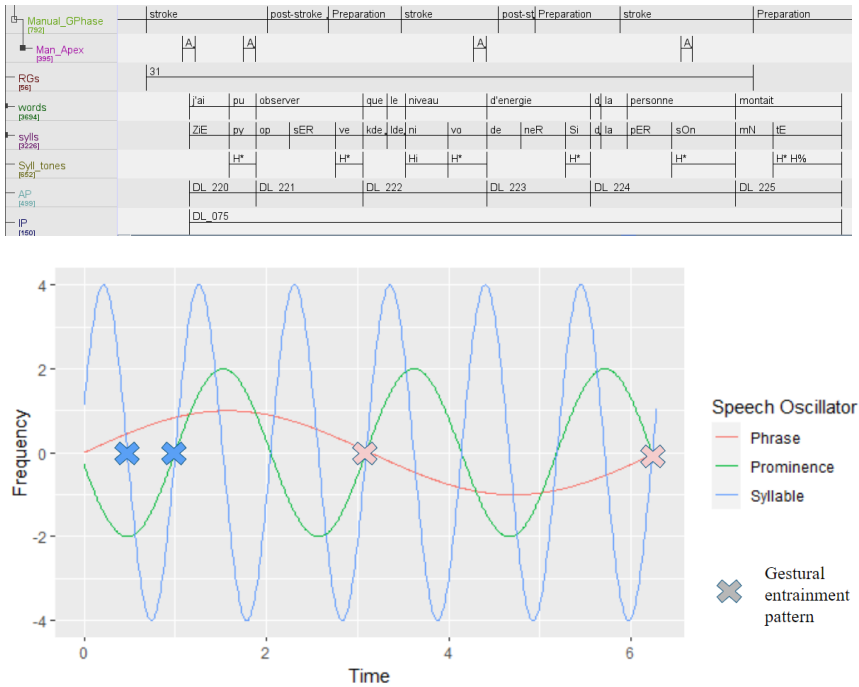 Manual_GPhase stroke post-stroke Preparation stroke post-st Preparation stroke Preparation
[792]
Man_Apex A A A A
[395]
RGs 31
[56]
words j'ai pu observer que le niveau d'energie d la personne montait
[3694]
sylls ZiE py op sER ve kde lde ni vo de neR Si d la pER sOn mN tE
[3226]
Syll_tones H* H* Hi H* H* H* H* H%
[652]
AP DL_220 DL_221 DL_222 DL_223 DL_224 DL_225
[499]
IP DL_075
[150]
4
2
0
-2
-4
Frequency
0 2 4 6
Time
Speech Oscillator
Phrase
Prominence
Syllable
Gestural
entrainment
pattern